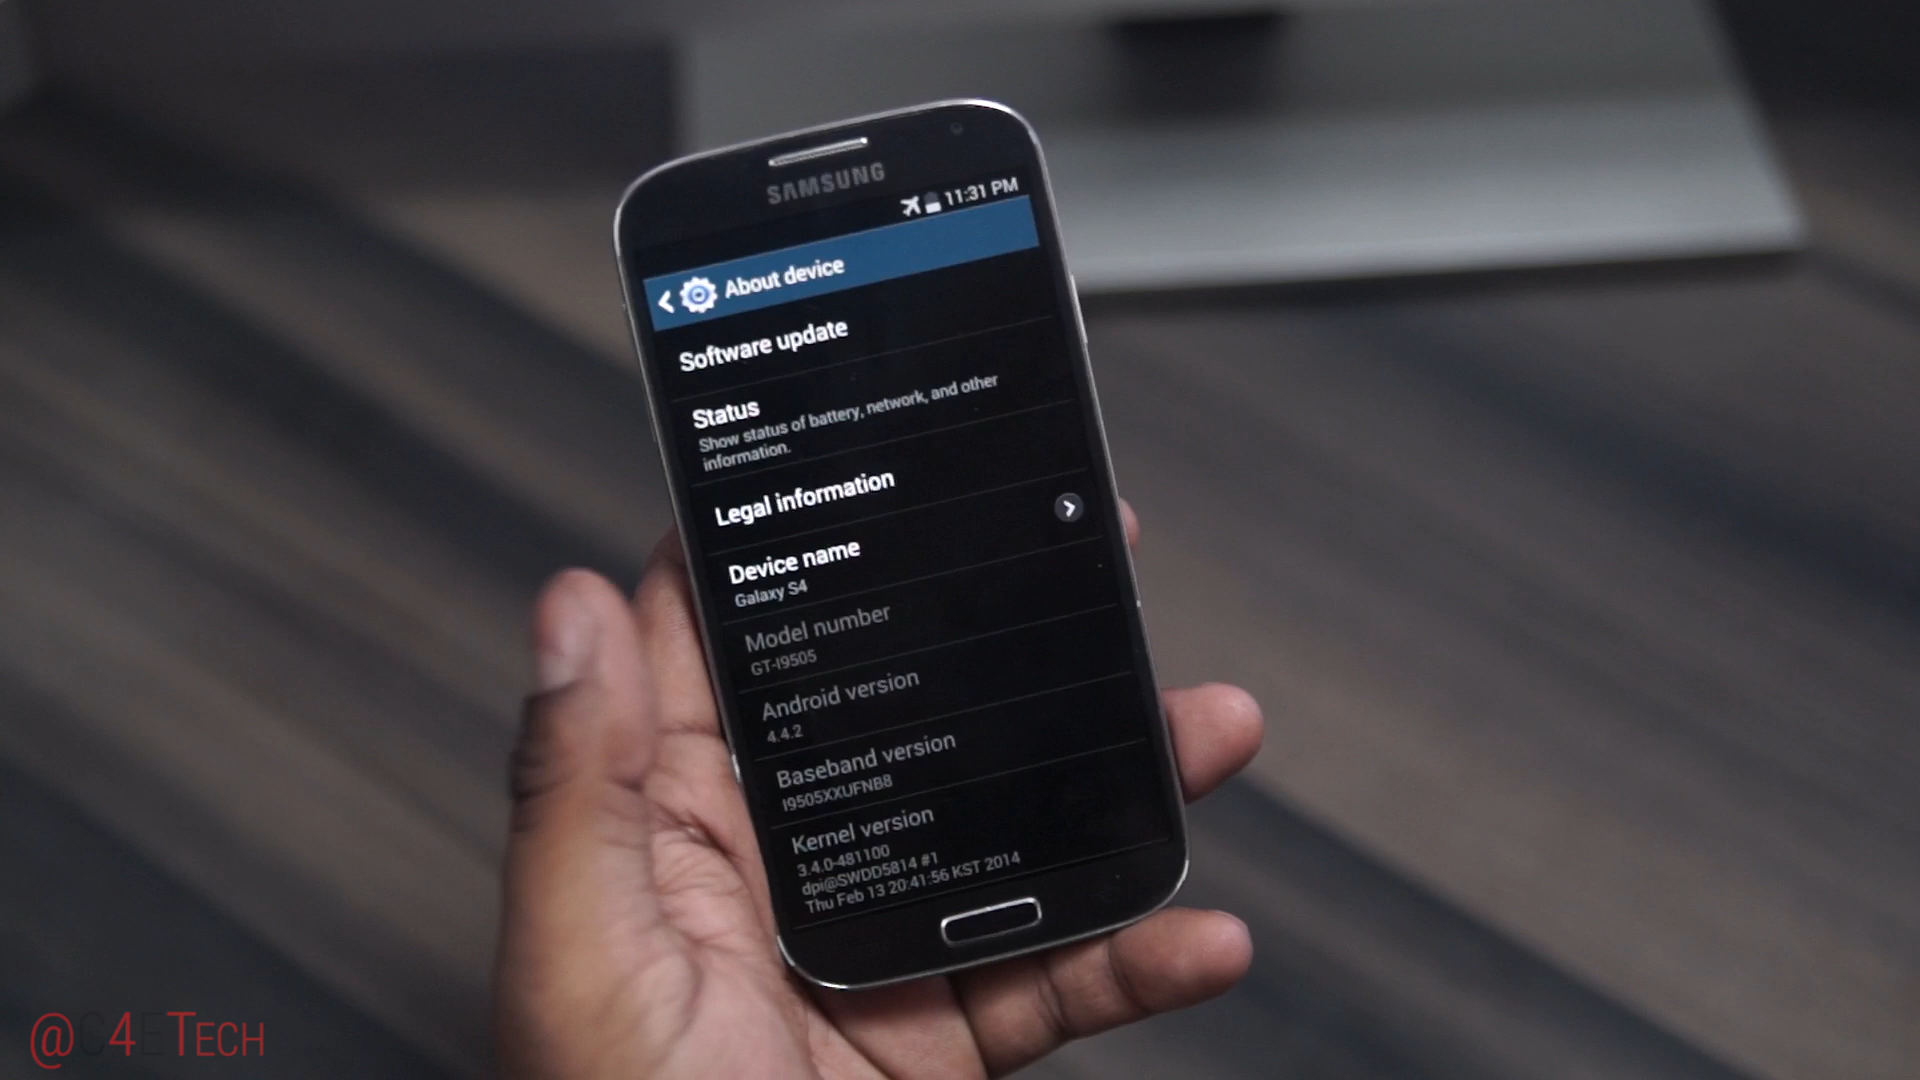 SAMSUNG
11:31 PM
About device
Software update
Status
Show status of battery, network, and other
information.
Legal information
Device name
Galaxy S4
Model number
GT-I9505
Android version
4.4.2
Baseband version
I9505XXUFNB8
Kernel version
3.4.0-481100
dpi@SWDD5814 #1
Thu Feb 13 20:41:56 KST 2014
@C4ETECH